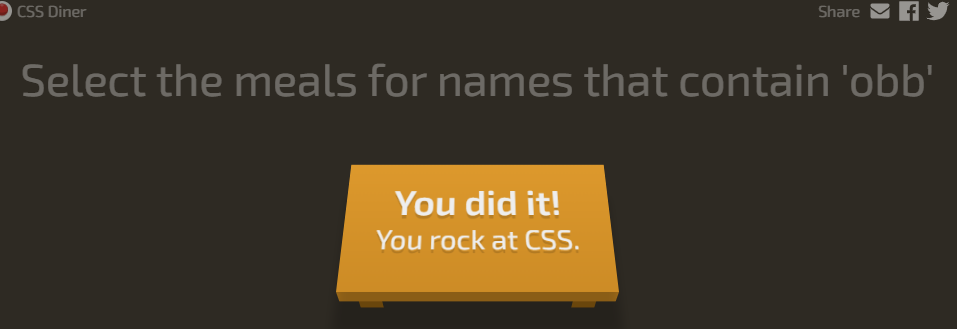 CSS Diner
Share
Select the meals for names that contain 'obb'
You did it!
You rock at CSS.